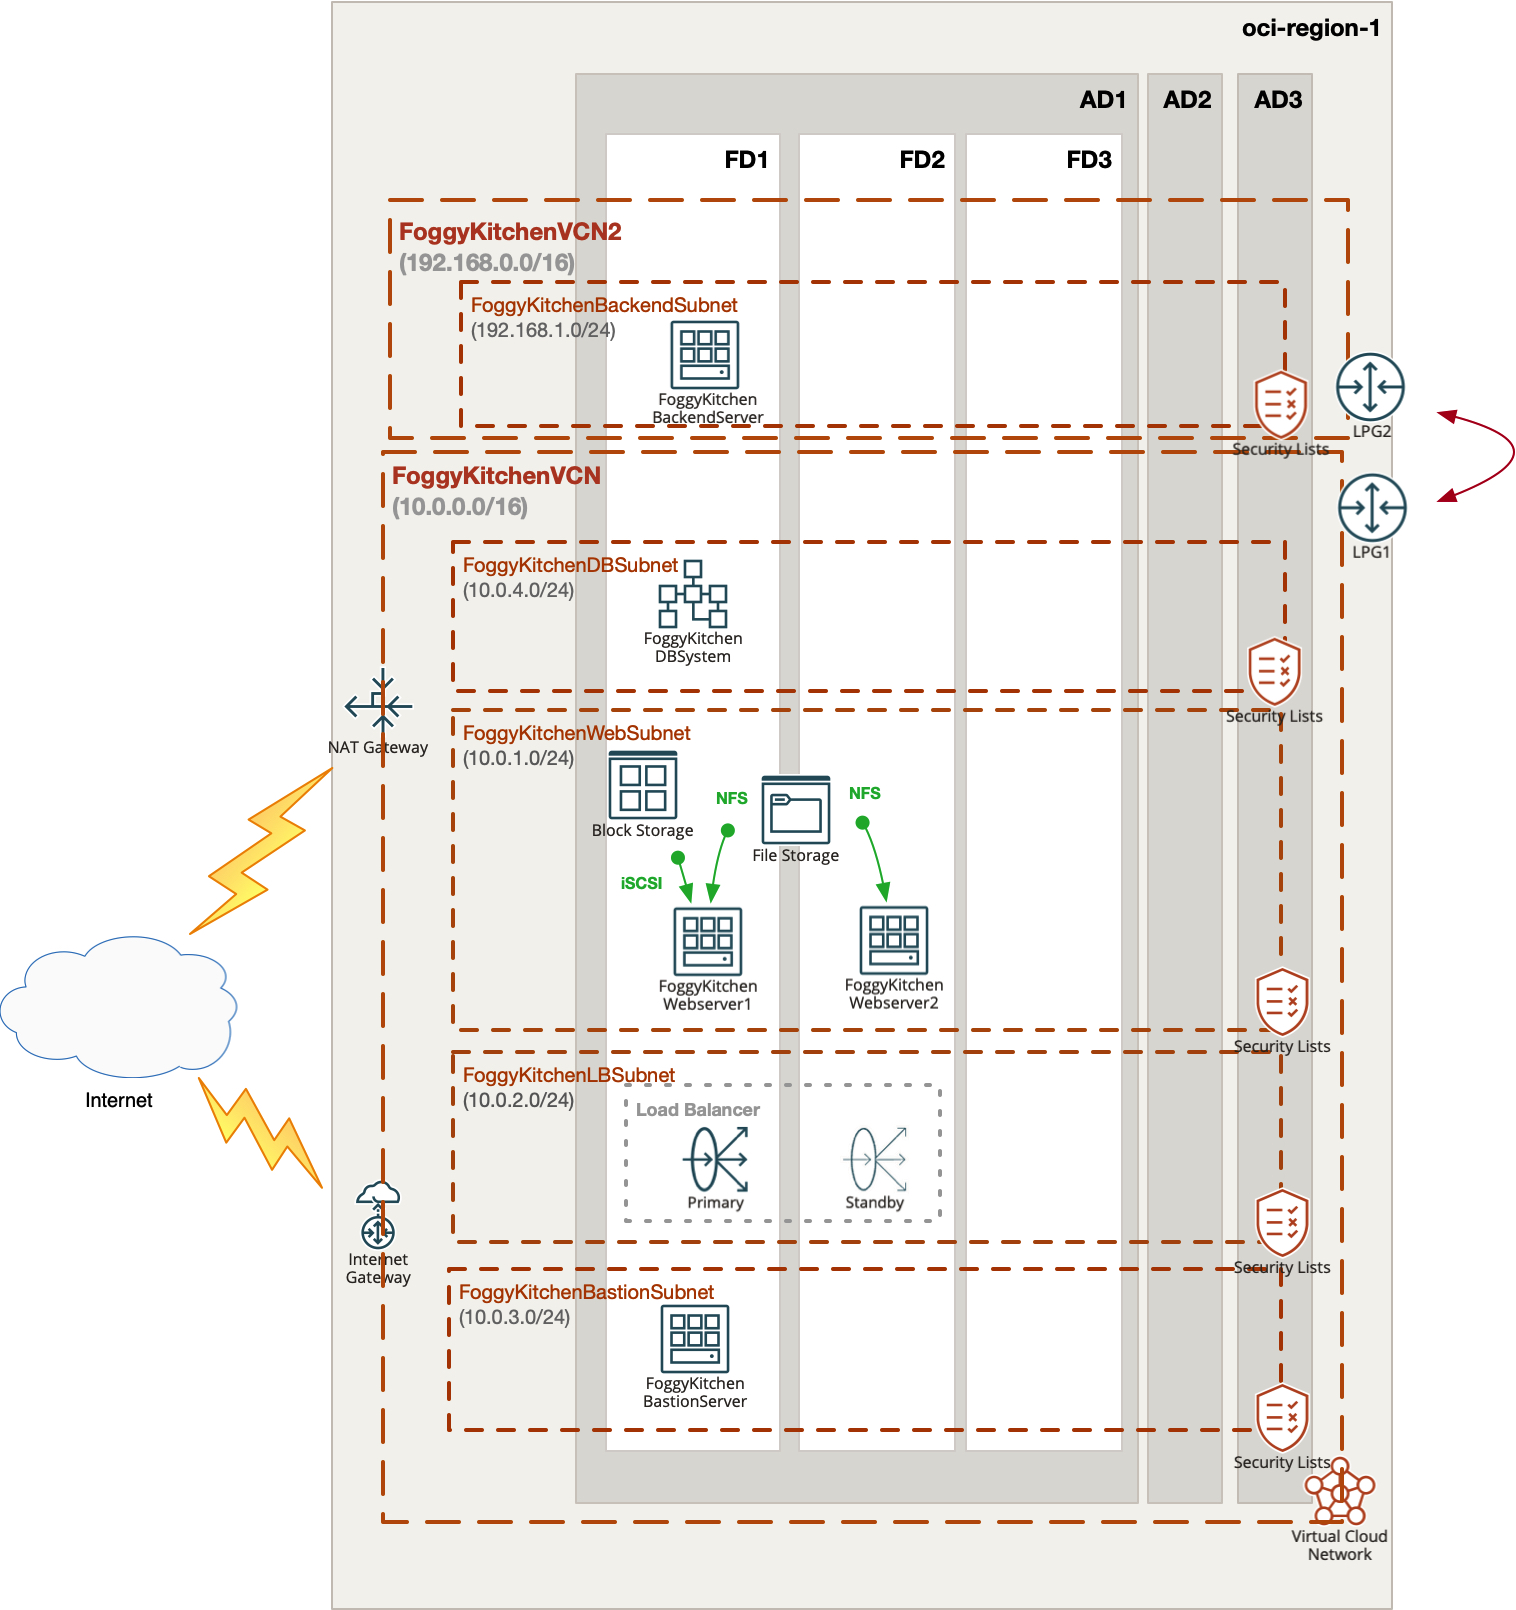 oci-region-1
AD1
AD2
AD3
FD1
FD2
FD3
FoggyKitchenVCN2
(192.168.0.0/16)
FoggyKitchenBackendSubnet
(192.168.1.0/24)
FoggyKitchen
BackendServer
Security Lists
LPG2
FoggyKitchenVCN
(10.0.0.0/16)
LPG1
FoggyKitchenDBSubnet
(10.0.4.0/24)
FoggyKitchen
DBSystem
Security Lists
NAT Gateway
FoggyKitchenWebSubnet
(10.0.1.0/24)
Block Storage
NFS
File Storage
NFS
iSCSI
FoggyKitchen
Webserver1
FoggyKitchen
Webserver2
Security Lists
Internet
FoggyKitchenLBSubnet
(10.0.2.0/24)
Load Balancer
Primary
Standby
Security Lists
Internet
Gateway
FoggyKitchenBastionSubnet
(10.0.3.0/24)
FoggyKitchen
BastionServer
Security Lists
Virtual Cloud
Network